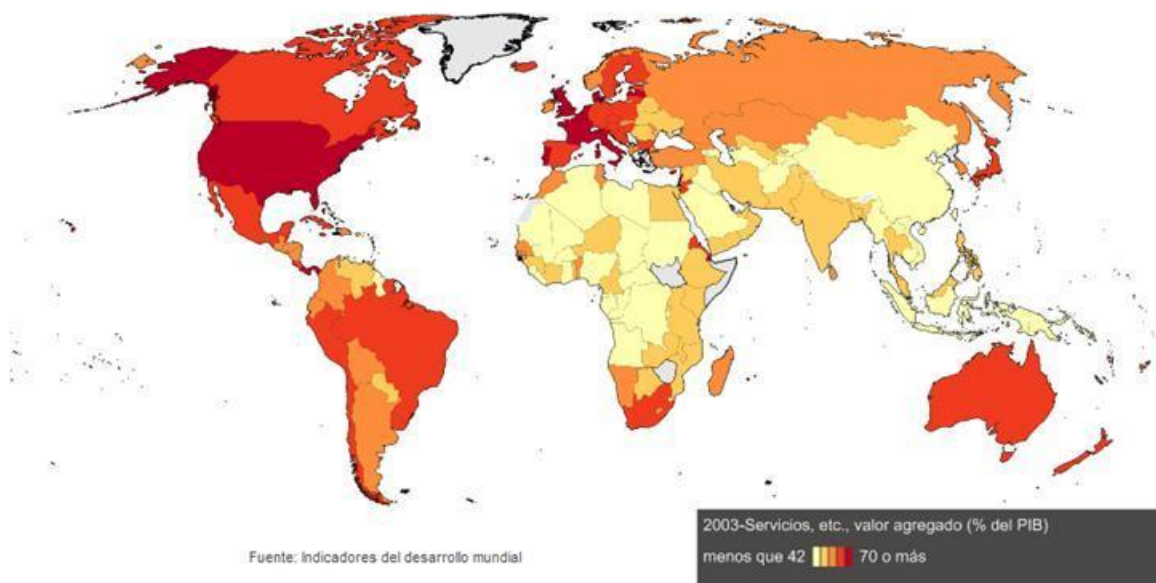 2003-Servicios, etc., valor agregado (% del PIB)
menos que 42 70 o más
Fuente: Indicadores del desarrollo mundial